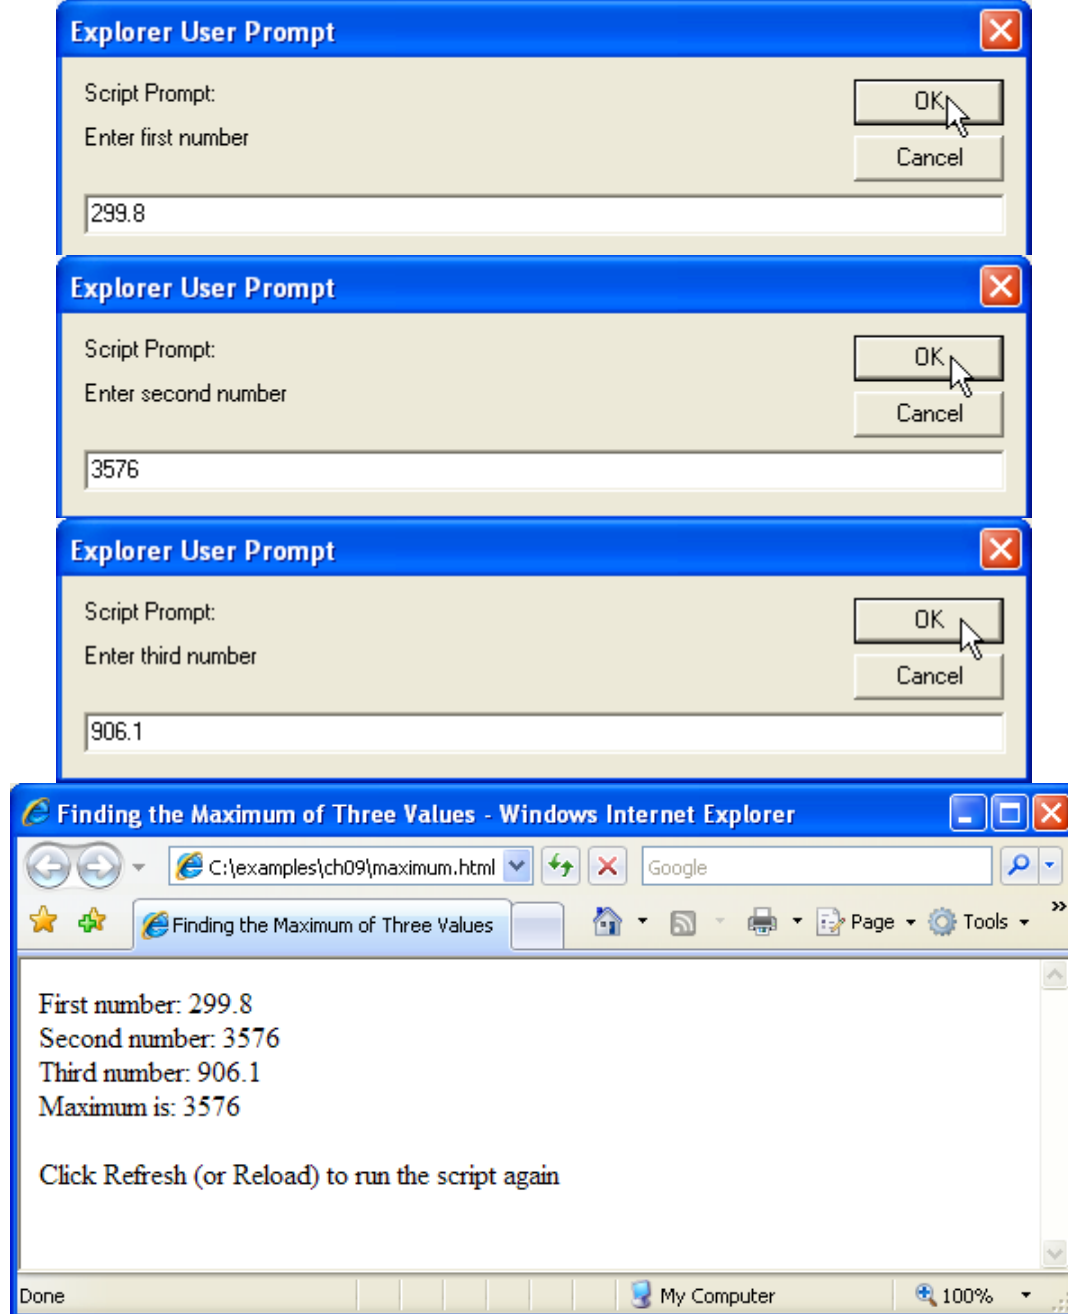 Explorer User Prompt
Script Prompt:
OK
Enter first number
Cancel
299.8
Explorer User Prompt
Script Prompt:
OK
Enter second number
Cancel
3576
Explorer User Prompt
Script Prompt:
OK
Enter third number
Cancel
906.1
Finding the Maximum of Three Values - Windows Internet Explorer
C:\examples\ch09\maximum.html Google
Finding the Maximum of Three Values Page Tools »
First number: 299.8
Second number: 3576
Third number: 906.1
Maximum is: 3576
Click Refresh (or Reload) to run the script again
Done My Computer 100%